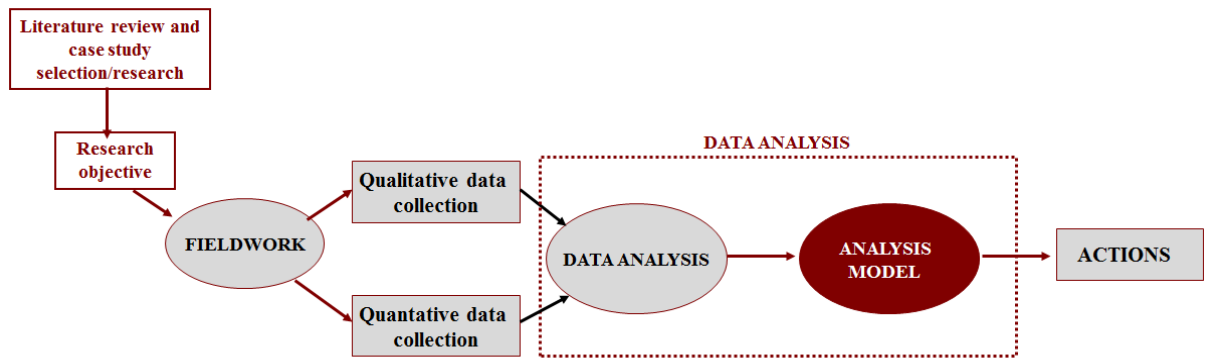 Literature review and
case study
selection/research
Research
objective
FIELDWORK
Qualitative data
collection
Quantative data
collection
DATA ANALYSIS
DATA ANALYSIS
ANALYSIS
MODEL
ACTIONS